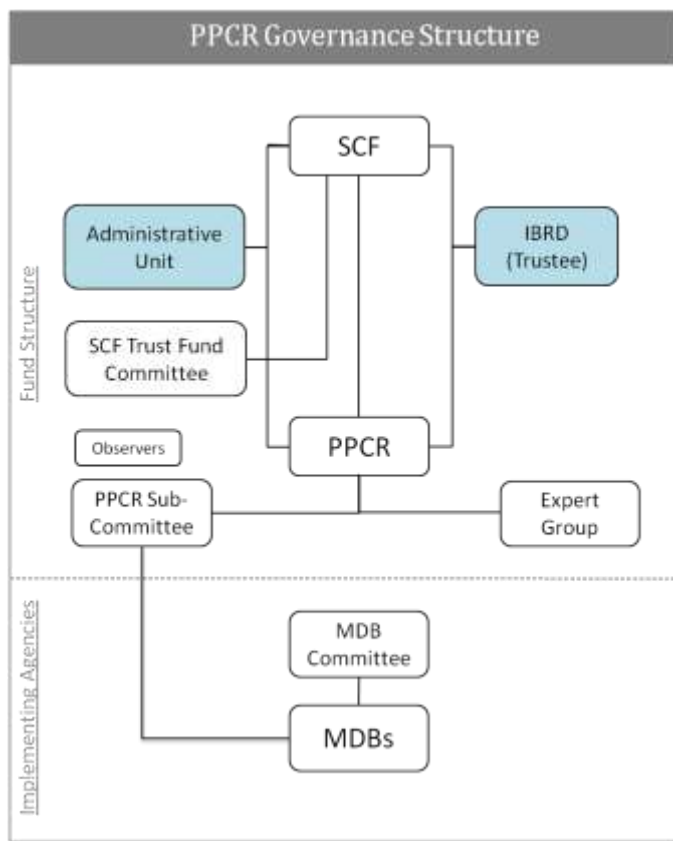 PPCR Governance Structure
SCF
Administrative
Unit
IBRD
(Trustee)
SCF Trust Fund
Committee
PPCR
Observers
PPCR Sub-
Committee
Expert
Group
Fund Structure
MDB
Committee
MDBs
Implementing Agencies